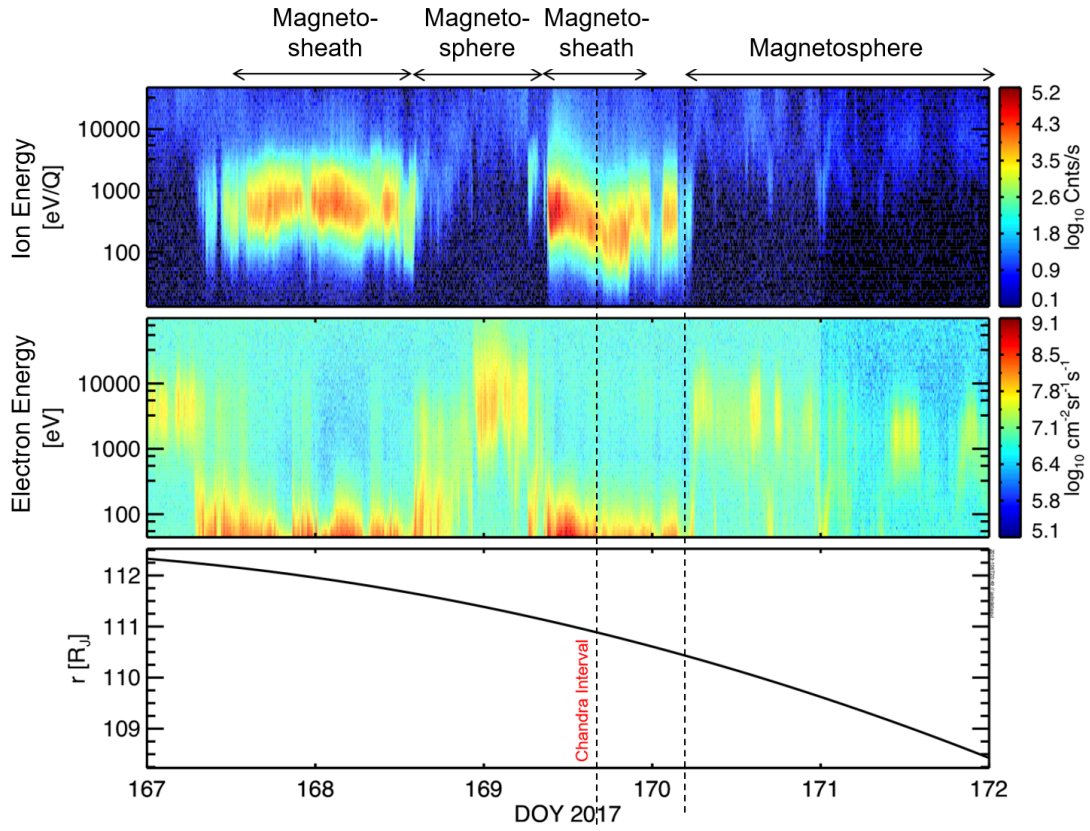 Magneto-
sheath
Magneto-
sphere
Magneto-
sheath
Magnetosphere
Ion Energy
[eV/Q]
10000
1000
100
5.2
4.3
3.5
2.6
1.8
0.9
0.1
log₁₀ Cnts/s
Electron Energy
[eV]
10000
1000
100
9.1
8.5
7.8
7.1
6.4
5.8
5.1
log₁₀ cm⁻²sr⁻¹s⁻¹
r [R_J]
112
111
110
109
Chandra Interval
167
168
169
170
171
172
DOY 2017